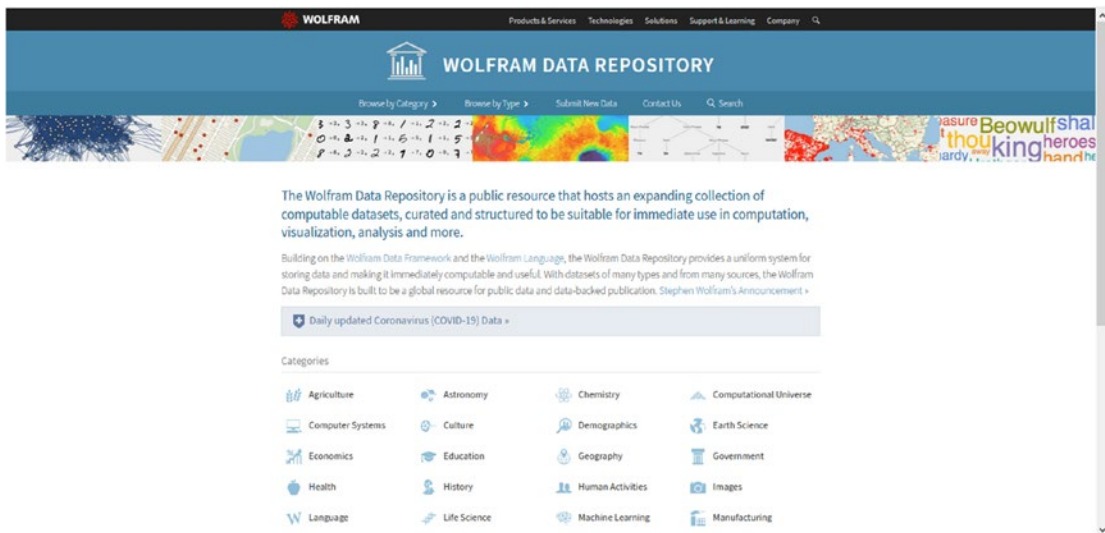 WOLFRAM
Products & Services Technologies Solutions Support & Learning Company
WOLFRAM DATA REPOSITORY
Browse by Category Browse by Type Submit New Data Contact Us Search
asure Beowulf shal
t thou king heroes
ardy away hand he
The Wolfram Data Repository is a public resource that hosts an expanding collection of
computable datasets, curated and structured to be suitable for immediate use in computation,
visualization, analysis and more.
Building on the Wolfram Data Framework and the Wolfram Language, the Wolfram Data Repository provides a uniform system for
storing data and making it immediately computable and useful. With datasets of many types and from many sources, the Wolfram
Data Repository is built to be a global resource for public data and data-backed publication. Stephen Wolfram's Announcement »
Daily updated Coronavirus (COVID-19) Data »
Categories
Agriculture Astronomy Chemistry Computational Universe
Computer Systems Culture Demographics Earth Science
Economics Education Geography Government
Health History Human Activities Images
Language Life Science Machine Learning Manufacturing